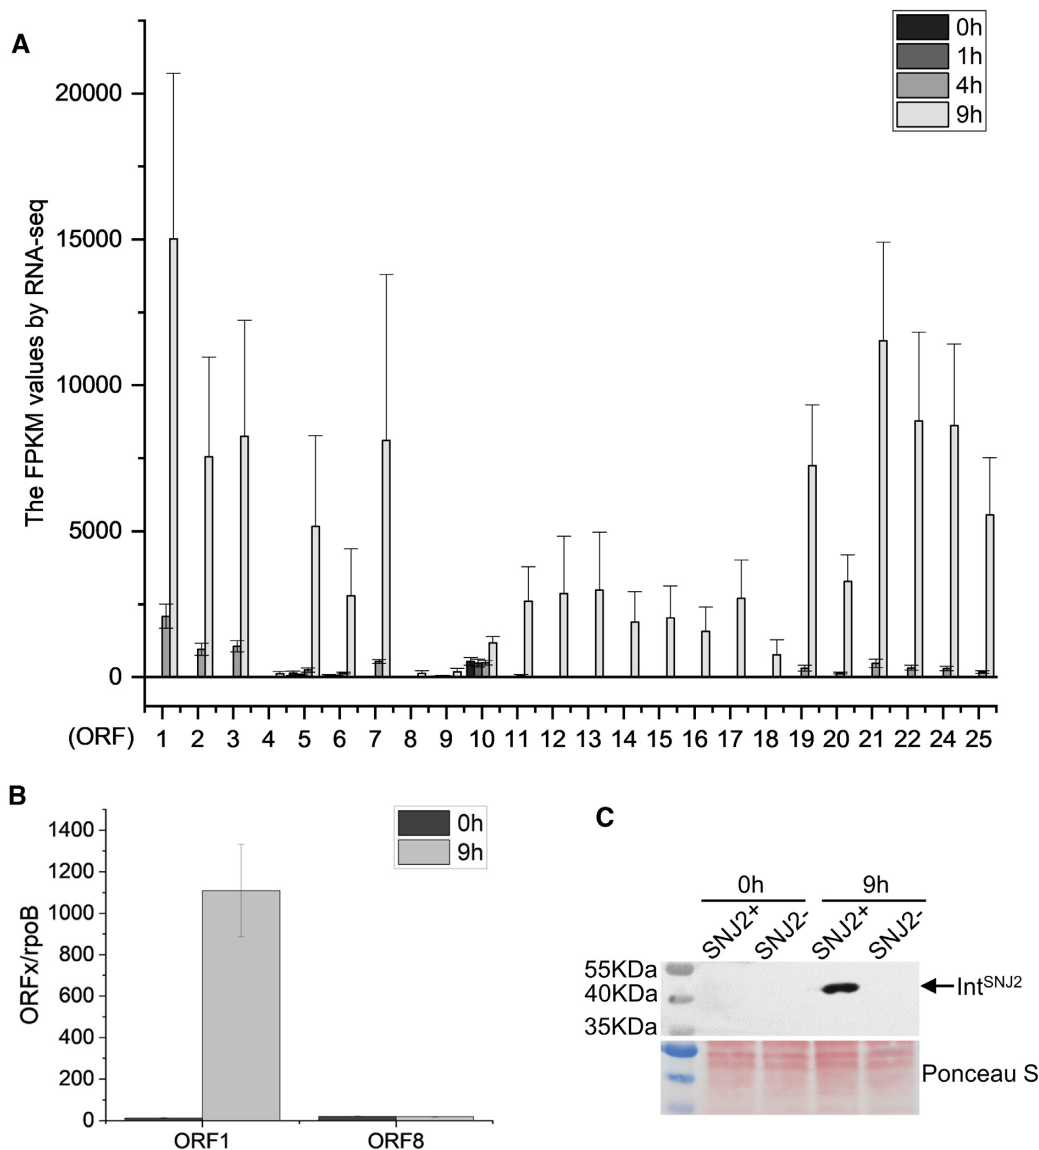 A
0h
1h
4h
9h
The FPKM values by RNA-seq
20000
15000
10000
5000
0
(ORF) 1 2 3 4 5 6 7 8 9 10 11 12 13 14 15 16 17 18 19 20 21 22 24 25
B
0h
9h
ORFx/rpoB
1400
1200
1000
800
600
400
200
0
ORF1 ORF8
C
0h 9h
SNJ2+ SNJ2- SNJ2+ SNJ2-
55KDa
40KDa
35KDa
IntSNJ2
Ponceau S